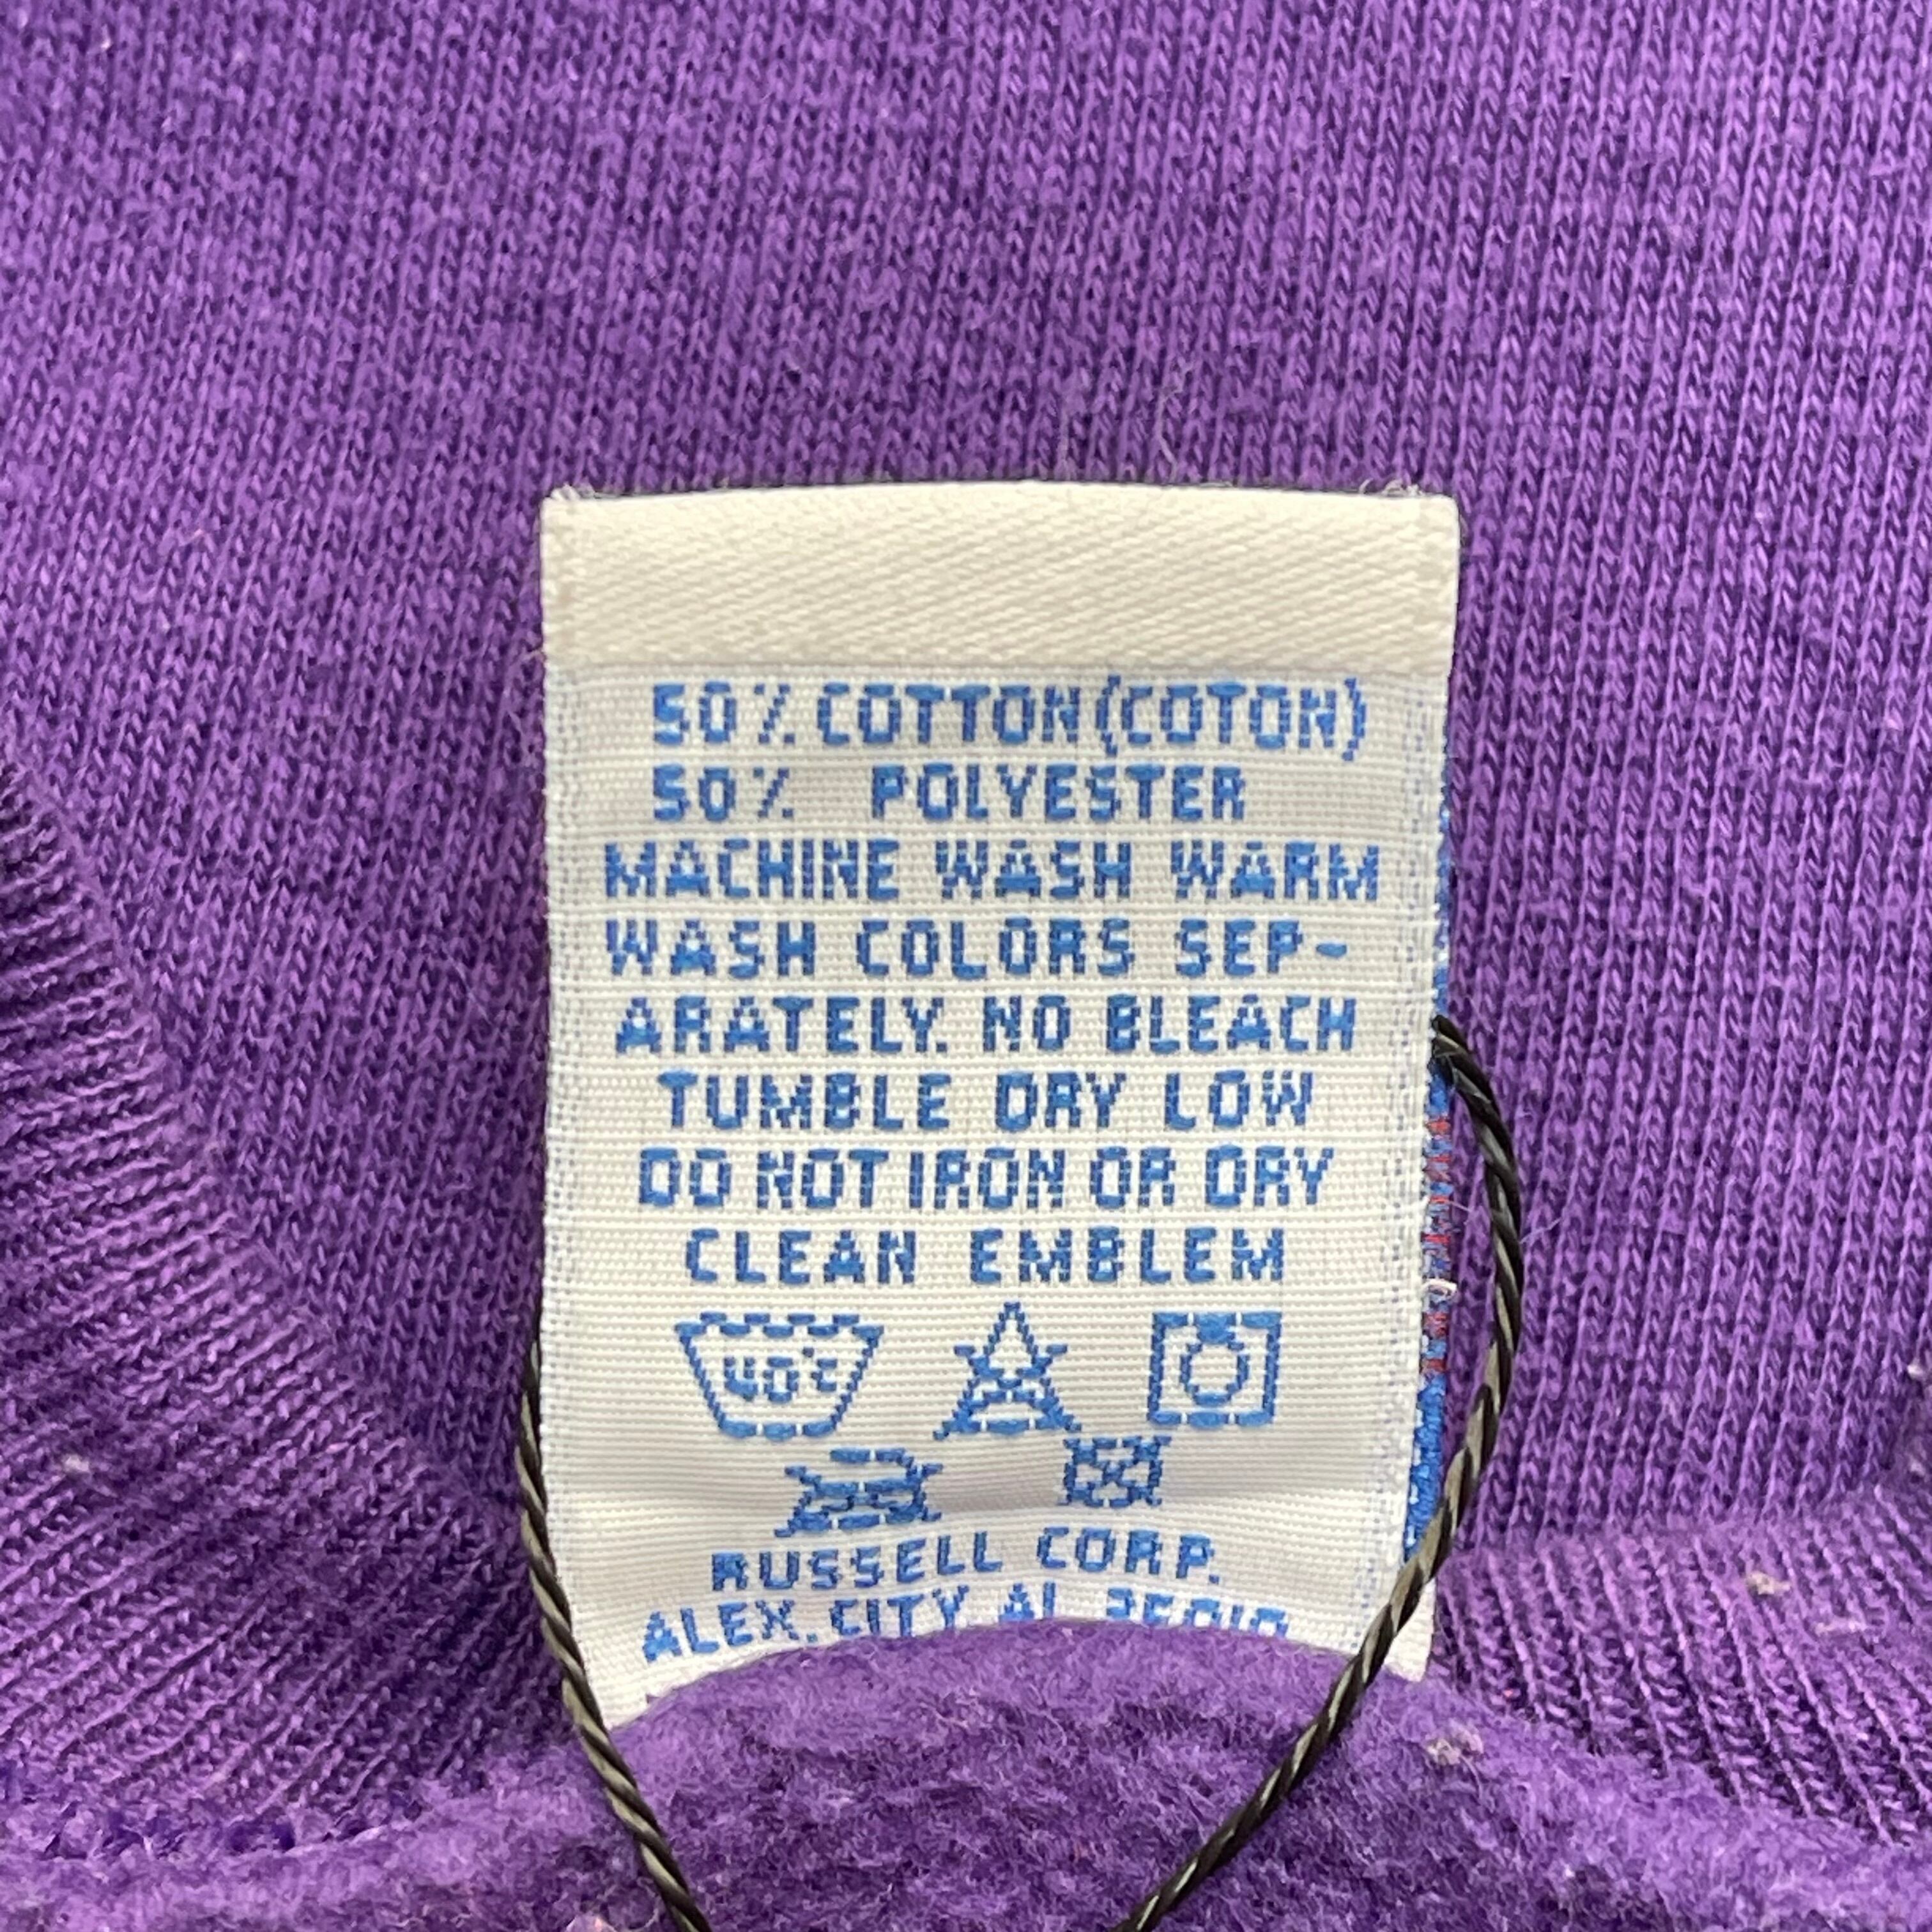 50% COTTON (COTON)
50% POLYESTER
MACHINE WASH WARM
WASH COLORS SEP-
ARATELY. NO BLEACH
TUMBLE DRY LOW
DO NOT IRON OR DRY
CLEAN EMBLEM
40°C
RUSSELL CORP.
ALEX. CITY, AL